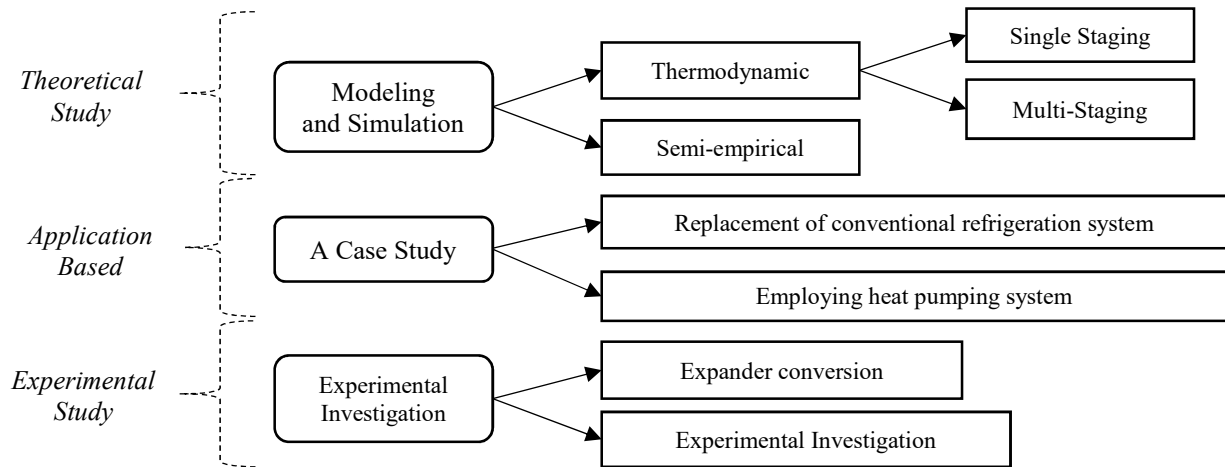 Theoretical
Study
Modeling
and Simulation
Thermodynamic
Semi-empirical
Single Staging
Multi-Staging
Application
Based
A Case Study
Replacement of conventional refrigeration system
Employing heat pumping system
Experimental
Study
Experimental
Investigation
Expander conversion
Experimental Investigation